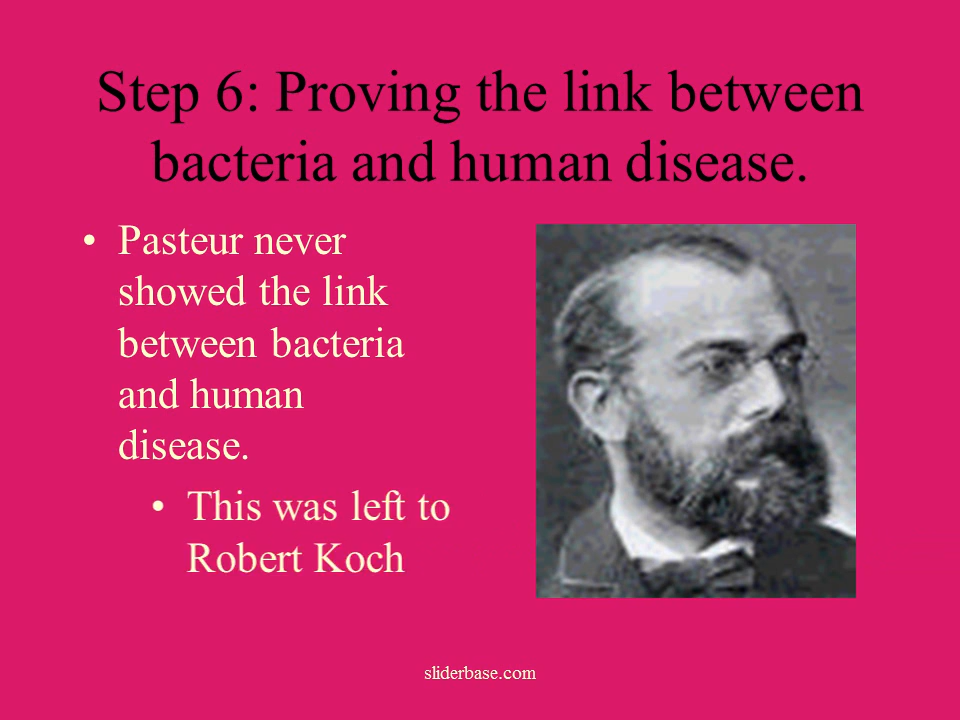 Step 6: Proving the link between
bacteria and human disease.
• Pasteur never
showed the link
between bacteria
and human
disease.
• This was left to
Robert Koch
sliderbase.com